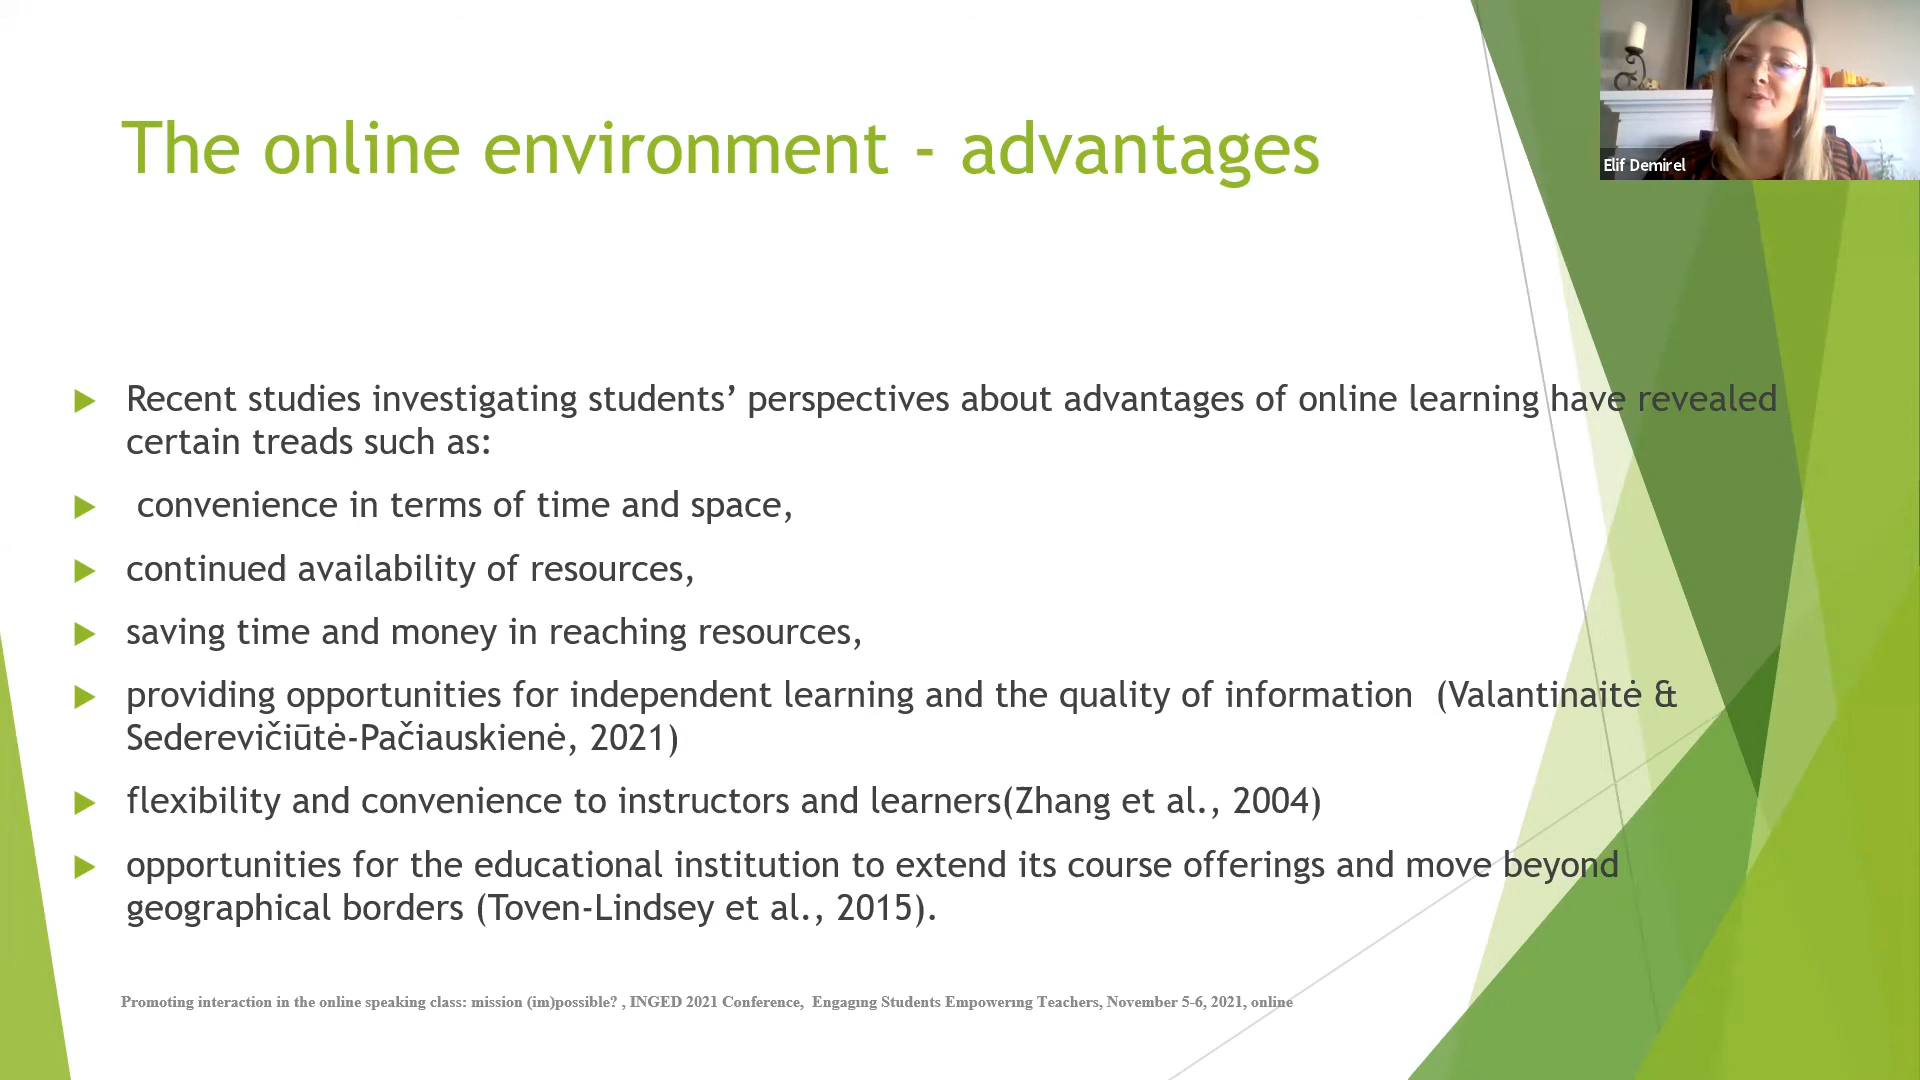 The online environment - advantages
Elif Demirel
Recent studies investigating students’ perspectives about advantages of online learning have revealed
certain treads such as:
convenience in terms of time and space,
continued availability of resources,
saving time and money in reaching resources,
providing opportunities for independent learning and the quality of information (Valantinaitė &
Sederevičiūtė-Pačiauskienė, 2021)
flexibility and convenience to instructors and learners(Zhang et al., 2004)
opportunities for the educational institution to extend its course offerings and move beyond
geographical borders (Toven-Lindsey et al., 2015).
Promoting interaction in the online speaking class: mission (im)possible? , INGED 2021 Conference, Engagıng Students Empowerıng Teachers, November 5-6, 2021, online